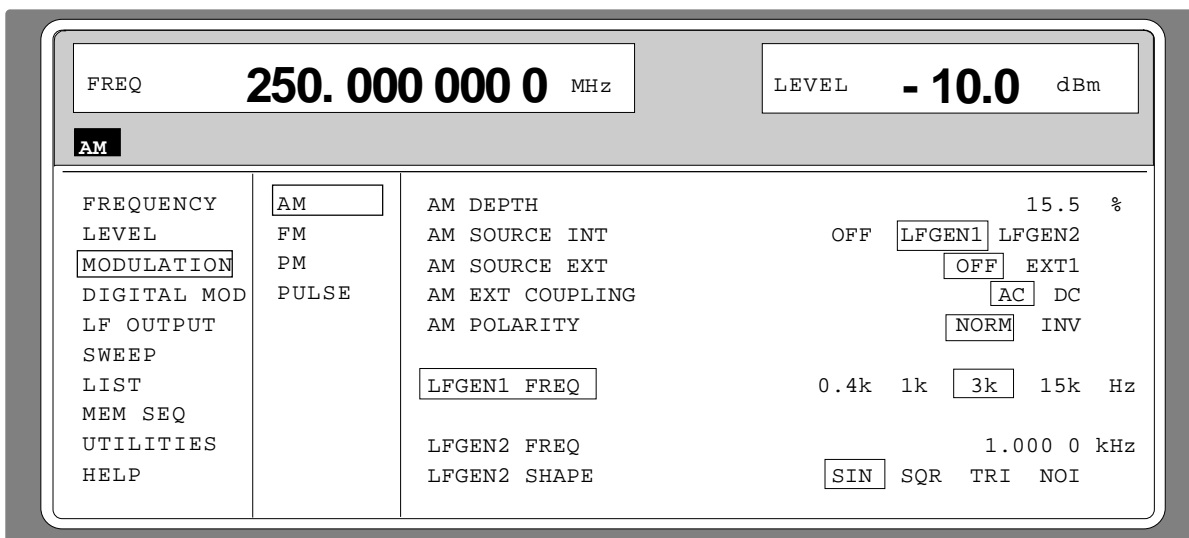 FREQ 250. 000 000 0 MHz LEVEL - 10.0 dBm
AM
FREQUENCY AM AM DEPTH 15.5 %
LEVEL FM AM SOURCE INT OFF LFGEN1 LFGEN2
MODULATION PM AM SOURCE EXT OFF EXT1
DIGITAL MOD PULSE AM EXT COUPLING AC DC
LF OUTPUT AM POLARITY NORM INV
SWEEP
LIST LFGEN1 FREQ 0.4k 1k 3k 15k Hz
MEM SEQ
UTILITIES LFGEN2 FREQ 1.000 0 kHz
HELP LFGEN2 SHAPE SIN SQR TRI NOI